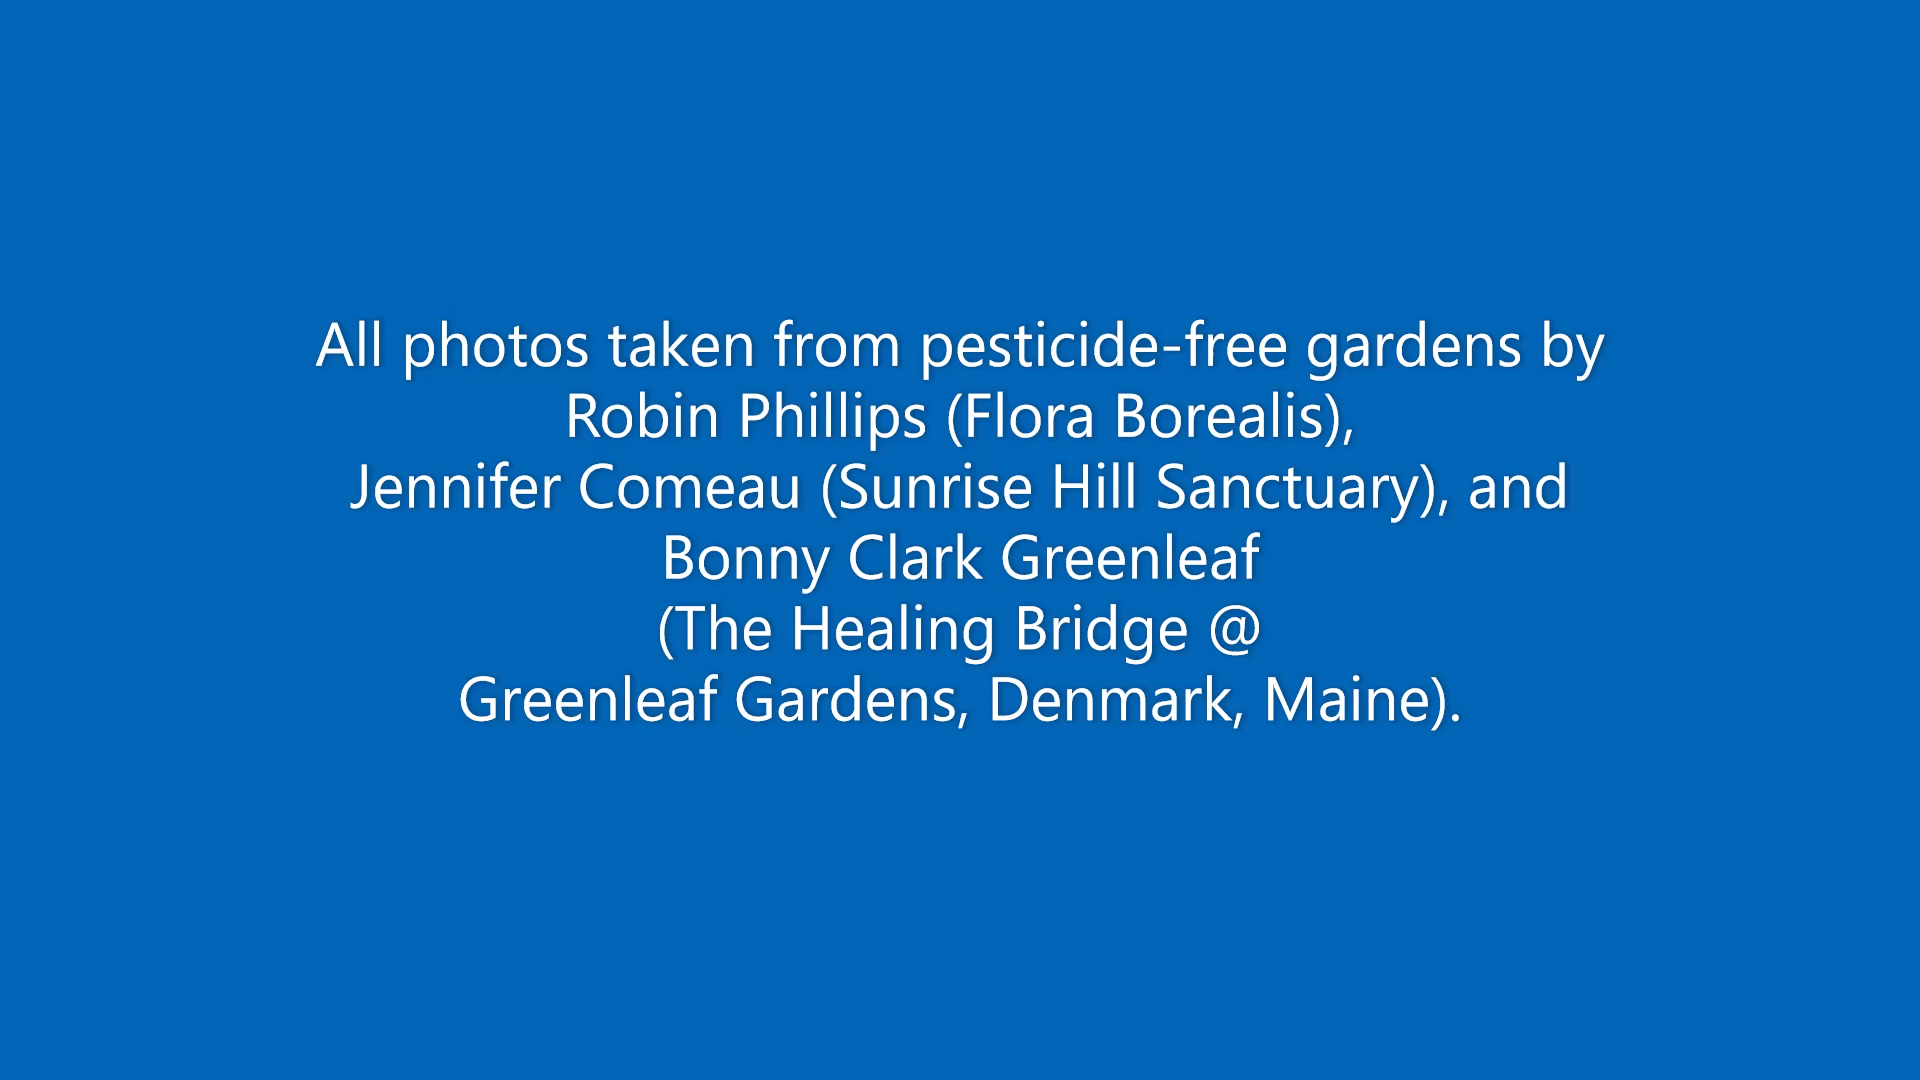 All photos taken from pesticide-free gardens by
Robin Phillips (Flora Borealis),
Jennifer Comeau (Sunrise Hill Sanctuary), and
Bonny Clark Greenleaf
(The Healing Bridge @
Greenleaf Gardens, Denmark, Maine).